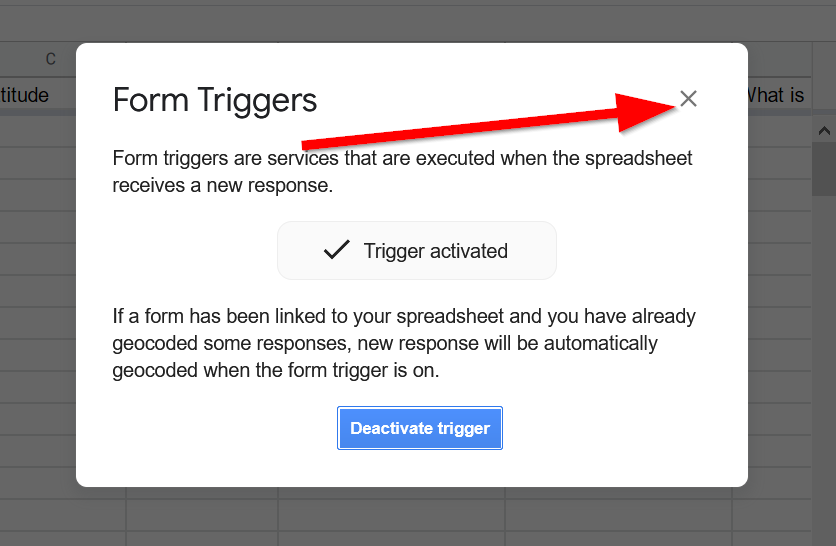 C
titude
What is
Form Triggers
Form triggers are services that are executed when the spreadsheet
receives a new response.
Trigger activated
If a form has been linked to your spreadsheet and you have already
geocoded some responses, new response will be automatically
geocoded when the form trigger is on.
Deactivate trigger